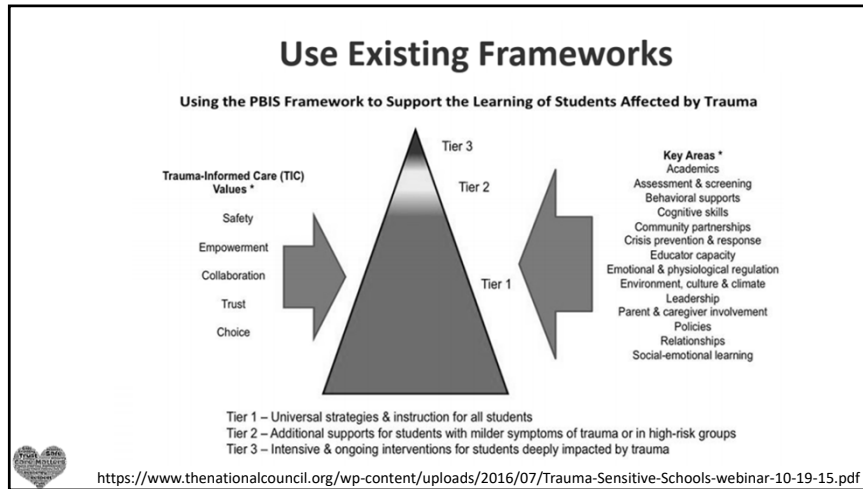 Use Existing Frameworks
Using the PBIS Framework to Support the Learning of Students Affected by Trauma
Trauma-Informed Care (TIC)
Values *
Safety
Empowerment
Collaboration
Trust
Choice
Tier 3
Tier 2
Tier 1
Key Areas *
Academics
Assessment & screening
Behavioral supports
Cognitive skills
Community partnerships
Crisis prevention & response
Educator capacity
Emotional & physiological regulation
Environment, culture & climate
Leadership
Parent & caregiver involvement
Policies
Relationships
Social-emotional learning
Tier 1 – Universal strategies & instruction for all students
Tier 2 – Additional supports for students with milder symptoms of trauma or in high-risk groups
Tier 3 – Intensive & ongoing interventions for students deeply impacted by trauma
Trust Safe
Care Matters
https://www.thenationalcouncil.org/wp-content/uploads/2016/07/Trauma-Sensitive-Schools-webinar-10-19-15.pdf